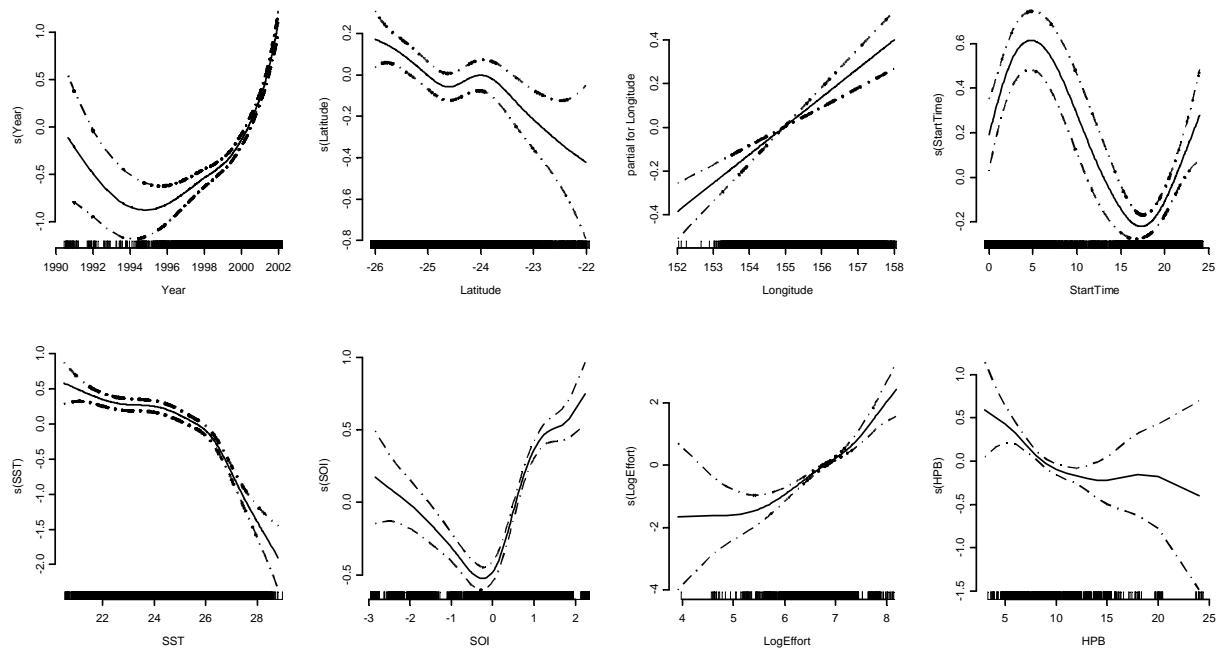 s(Year)
1.0
0.5
0.0
-0.5
-1.0
1990 1992 1994 1996 1998 2000 2002
Year
s(Latitude)
0.2
0.0
-0.2
-0.4
-0.6
-0.8
-26 -25 -24 -23 -22
Latitude
partial for Longitude
0.4
0.2
0.0
-0.2
-0.4
152 153 154 155 156 157 158
Longitude
s(StartTime)
0.6
0.4
0.2
0.0
-0.2
0 5 10 15 20 25
StartTime
s(SST)
1.0
0.5
0.0
-0.5
-1.0
-2.0
22 24 26 28
SST
s(SOI)
1.0
0.5
0.0
-0.5
-3 -2 -1 0 1 2
SOI
s(LogEffort)
2
0
-2
-4
4 5 6 7 8
LogEffort
s(HPB)
1.0
0.5
0.0
-0.5
-1.0
-1.5
5 10 15 20 25
HPB